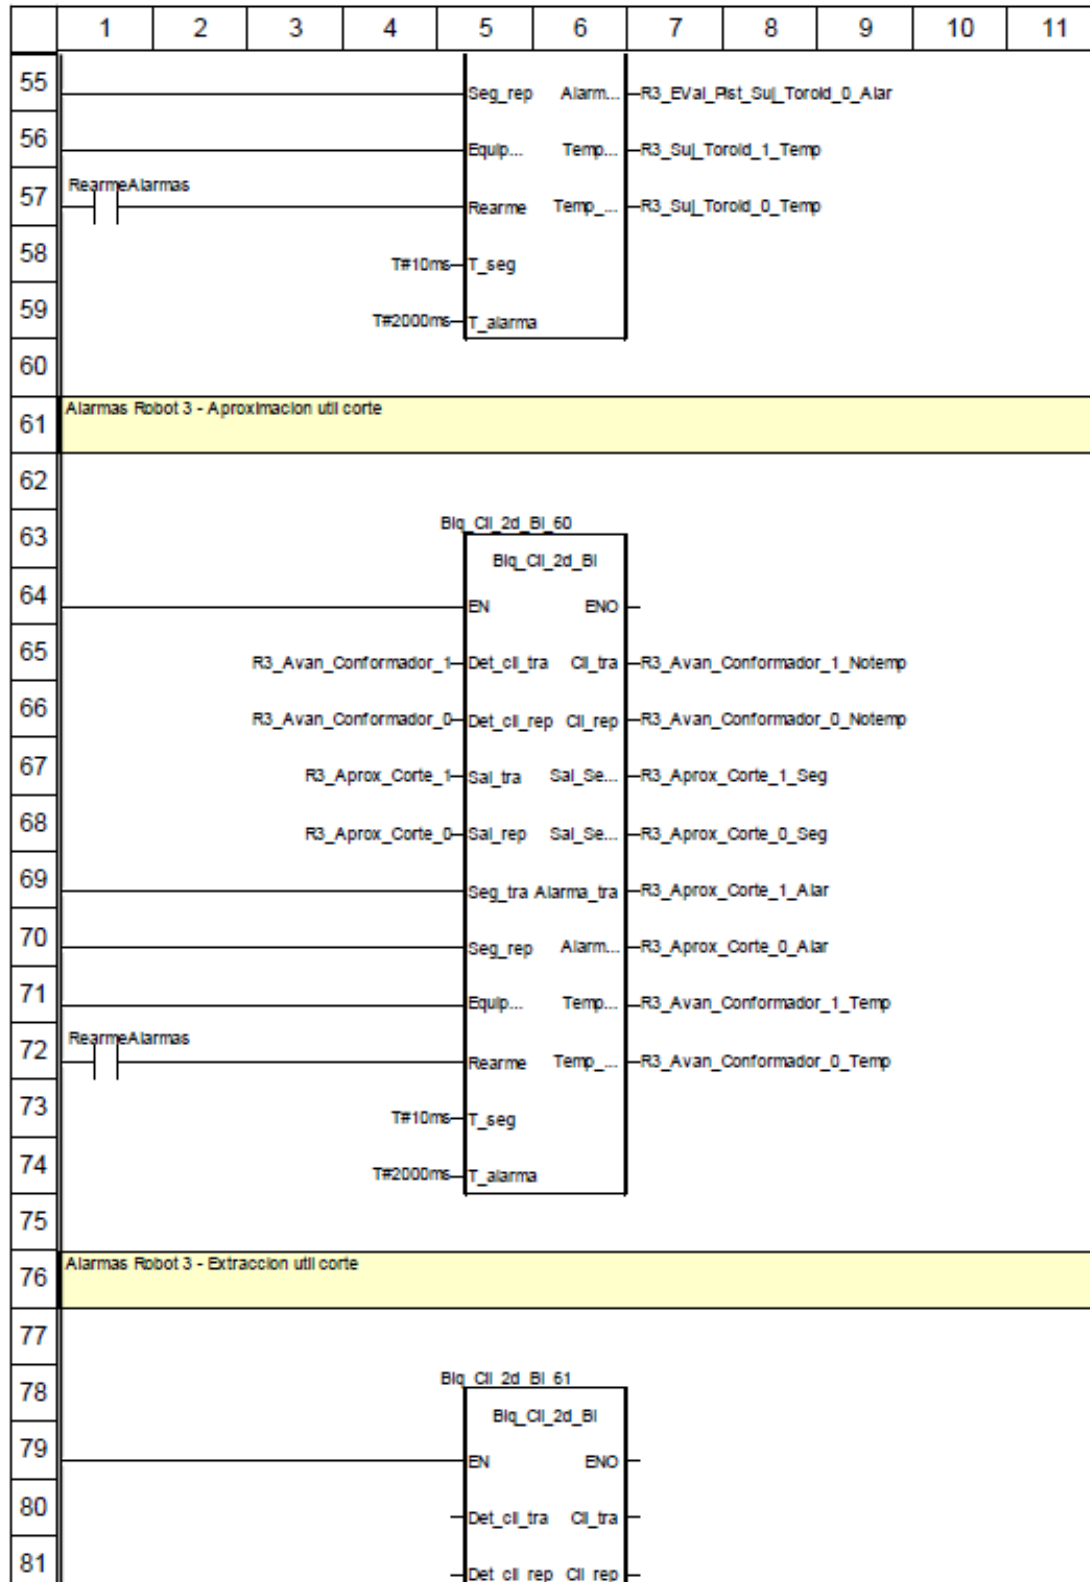 1 2 3 4 5 6 7 8 9 10 11
55 Seg_rep Alarm... R3_EVal_Pist_Suj_Toroid_0_Alar
56 Equip... Temp... R3_Suj_Toroid_1_Temp
RearmeAlarmas
57 Rearme Temp_... R3_Suj_Toroid_0_Temp
58 T#10ms T_seg
59 T#2000ms T_alarma
60
Alarmas Robot 3 - Aproximacion util corte
61
62
Blq_Cil_2d_Bi_60
63 Blq_Cil_2d_Bi
64 EN ENO
65 R3_Avan_Conformador_1 Det_cil_tra Cil_tra R3_Avan_Conformador_1_Notemp
66 R3_Avan_Conformador_0 Det_cil_rep Cil_rep R3_Avan_Conformador_0_Notemp
67 R3_Aprox_Corte_1 Sal_tra Sal_Se... R3_Aprox_Corte_1_Seg
68 R3_Aprox_Corte_0 Sal_rep Sal_Se... R3_Aprox_Corte_0_Seg
69 Seg_tra Alarma_tra R3_Aprox_Corte_1_Alar
70 Seg_rep Alarm... R3_Aprox_Corte_0_Alar
71 Equip... Temp... R3_Avan_Conformador_1_Temp
RearmeAlarmas
72 Rearme Temp_... R3_Avan_Conformador_0_Temp
73 T#10ms T_seg
74 T#2000ms T_alarma
75
Alarmas Robot 3 - Extraccion util corte
76
77
Blq_Cil_2d_Bi_61
78 Blq_Cil_2d_Bi
79 EN ENO
80 Det_cil_tra Cil_tra
81 Det_cil_rep Cil_rep